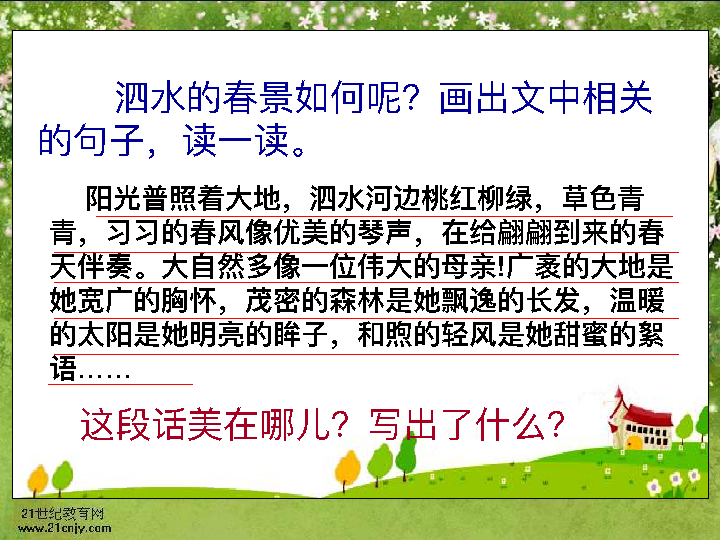 泗水的春景如何呢？画出文中相关
的句子，读一读。
阳光普照着大地，泗水河边桃红柳绿，草色青
青，习习的春风像优美的琴声，在给翩翩到来的春
天伴奏。大自然多像一位伟大的母亲!广袤的大地是
她宽广的胸怀，茂密的森林是她飘逸的长发，温暖
的太阳是她明亮的眸子，和煦的轻风是她甜蜜的絮
语……
这段话美在哪儿？写出了什么？
21世纪教育网
www.21cnjy.com